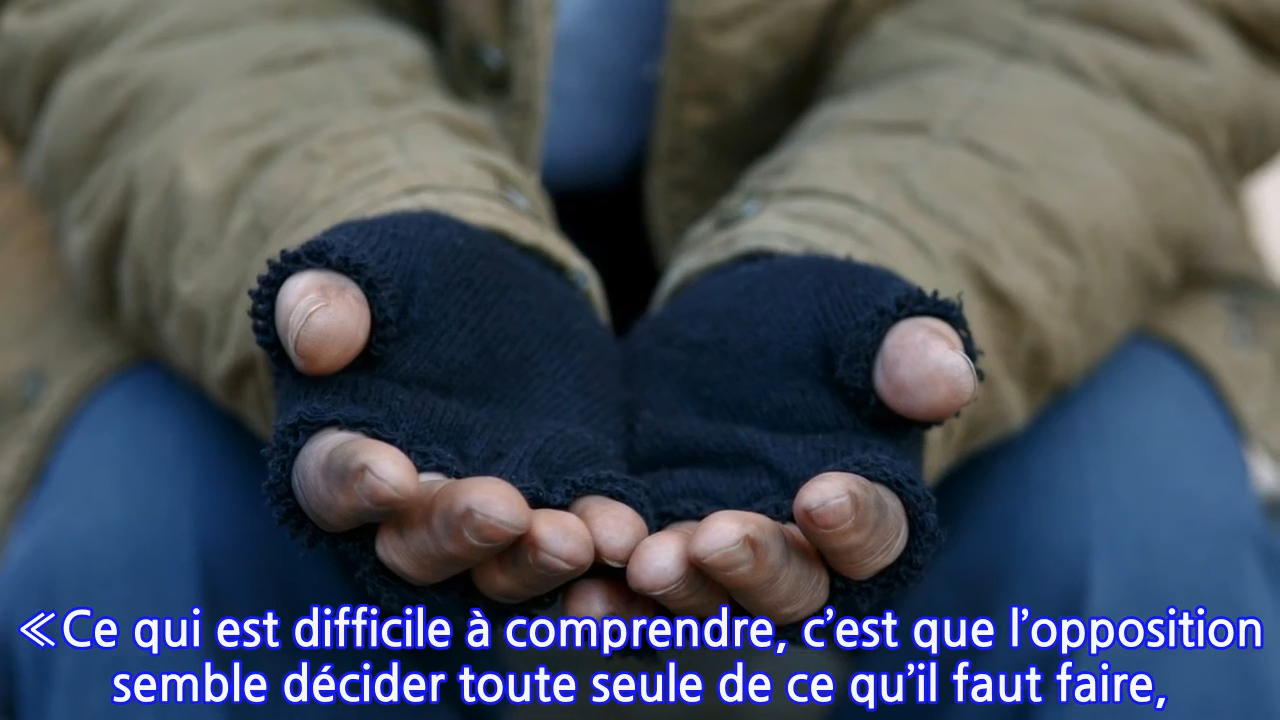 ≪Ce qui est difficile à comprendre, c’est que l’opposition
semble décider toute seule de ce qu’il faut faire,